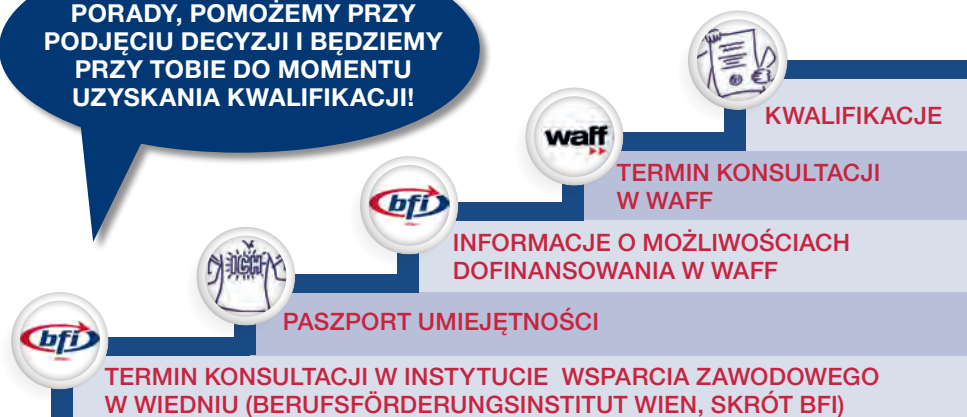 PORADY, POMOŻEMY PRZY
PODJĘCIU DECYZJI I BĘDZIEMY
PRZY TOBIE DO MOMENTU
UZYSKANIA KWALIFIKACJI!
KWALIFIKACJE
waff
TERMIN KONSULTACJI
W WAFF
bfi
INFORMACJE O MOŻLIWOŚCIACH
DOFINANSOWANIA W WAFF
ICH
PASZPORT UMIEJĘTNOŚCI
bfi
TERMIN KONSULTACJI W INSTYTUCIE WSPARCIA ZAWODOWEGO
W WIEDNIU (BERUFSFÖRDERUNGSINSTITUT WIEN, SKRÓT BFI)